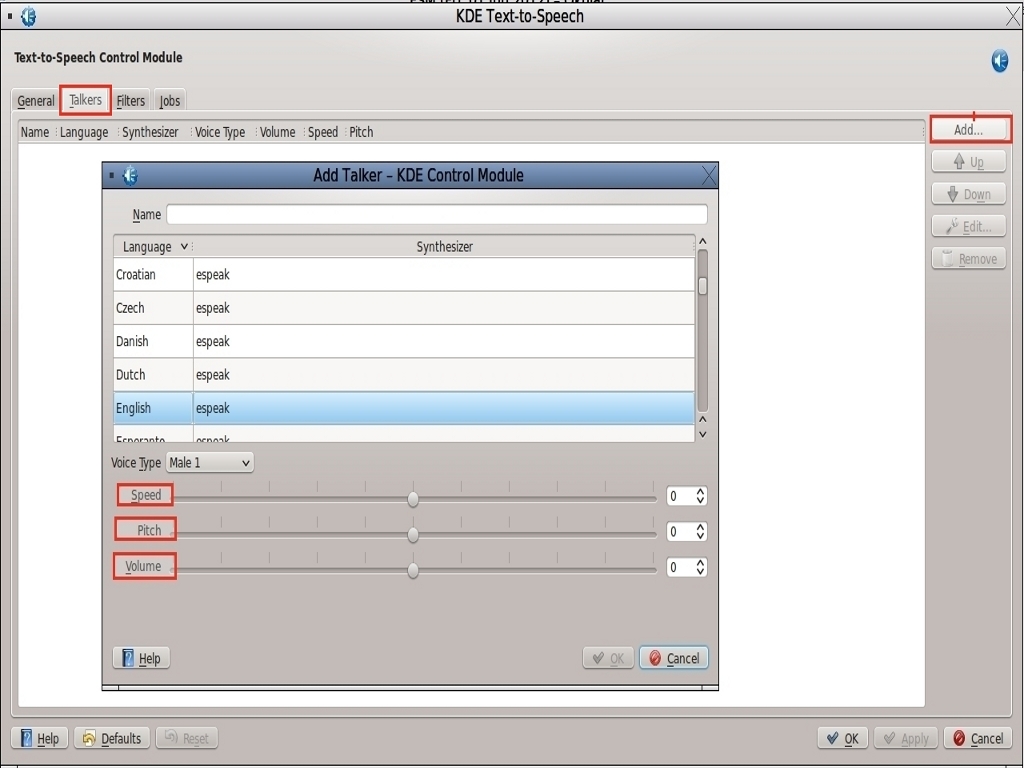 KDE Text-to-Speech
Text-to-Speech Control Module
General Talkers Filters Jobs
Name Language Synthesizer Voice Type Volume Speed Pitch
Add...
Up
Down
Edit...
Remove
Add Talker – KDE Control Module
Name
Language Synthesizer
Croatian espeak
Czech espeak
Danish espeak
Dutch espeak
English espeak
Esperanto espeak
Voice Type Male 1
Speed 0
Pitch 0
Volume 0
Help OK Cancel
Help Defaults Reset OK Apply Cancel